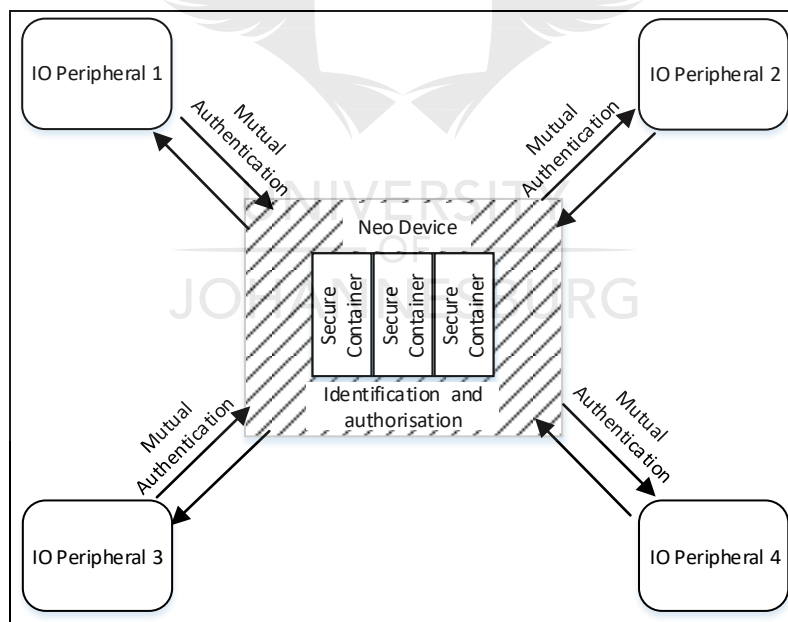 IO Peripheral 1
IO Peripheral 2
Mutual
Authentication
Mutual
Authentication
UNIVERSITY
Neo Device
OF
JOHANNESBURG
Secure
Container
Secure
Container
Secure
Container
Identification and
authorisation
Mutual
Authentication
Mutual
Authentication
IO Peripheral 3
IO Peripheral 4